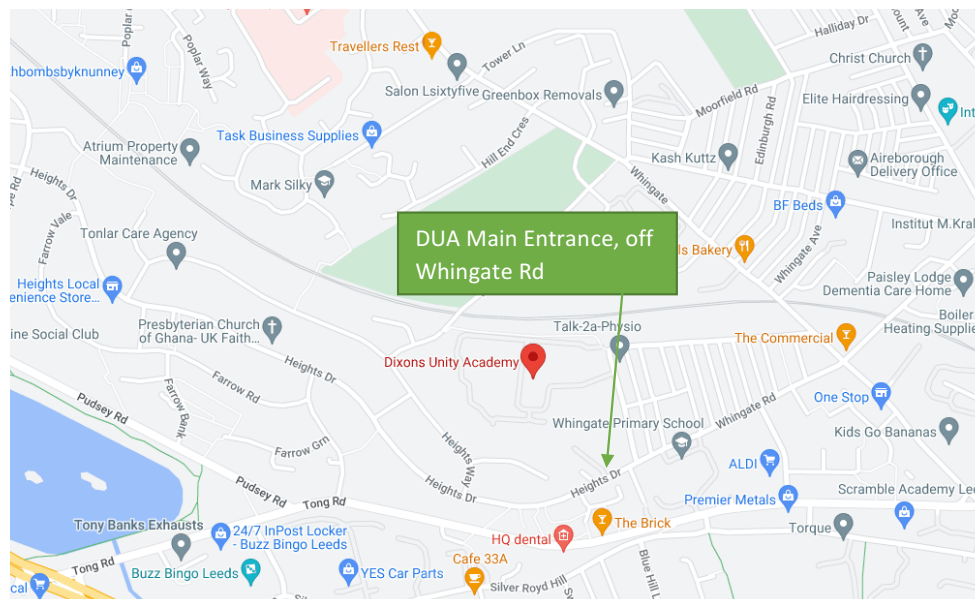 Poplar
Poplar Way
Travellers Rest
Tower Ln
Salon Lsixtyfive
Greenbox Removals
Halliday Dr
Mount
Ave
Christ Church
Moorfield Rd
Elite Hairdressing
Edinburgh Rd
Int
hbombsbyknunney
Task Business Supplies
Atrium Property
Maintenance
Hill End Cres
Mark Silky
Whingate
Kash Kuttz
Aireborough
Delivery Office
BF Beds
Institut M.Kral
Heights Dr
Farrow Vale
Tonlar Care Agency
DUA Main Entrance, off
Whingate Rd
ls Bakery
Whingate Ave
Paisley Lodge
Dementia Care Home
Heights Local
enience Store...
ine Social Club
Presbyterian Church
of Ghana- UK Faith...
Talk-2a-Physio
The Commercial
Boiler
Heating Supplie
Dixons Unity Academy
Heights Dr
Farrow Rd
Farrow Bank
Farrow Grn
Pudsey Rd
Whingate Rd
One Stop
Whingate Primary School
Kids Go Bananas
Heights Way
Heights Dr
Heights Dr
ALDI
Pudsey Rd
Tong Rd
Premier Metals
Scramble Academy Lee
Tony Banks Exhausts
24/7 InPost Locker
- Buzz Bingo Leeds
The Brick
HQ dental
Torque
Tong Rd
Buzz Bingo Leeds
YES Car Parts
Cafe 33A
Silver Royd Hill
Blue Hill L
cal